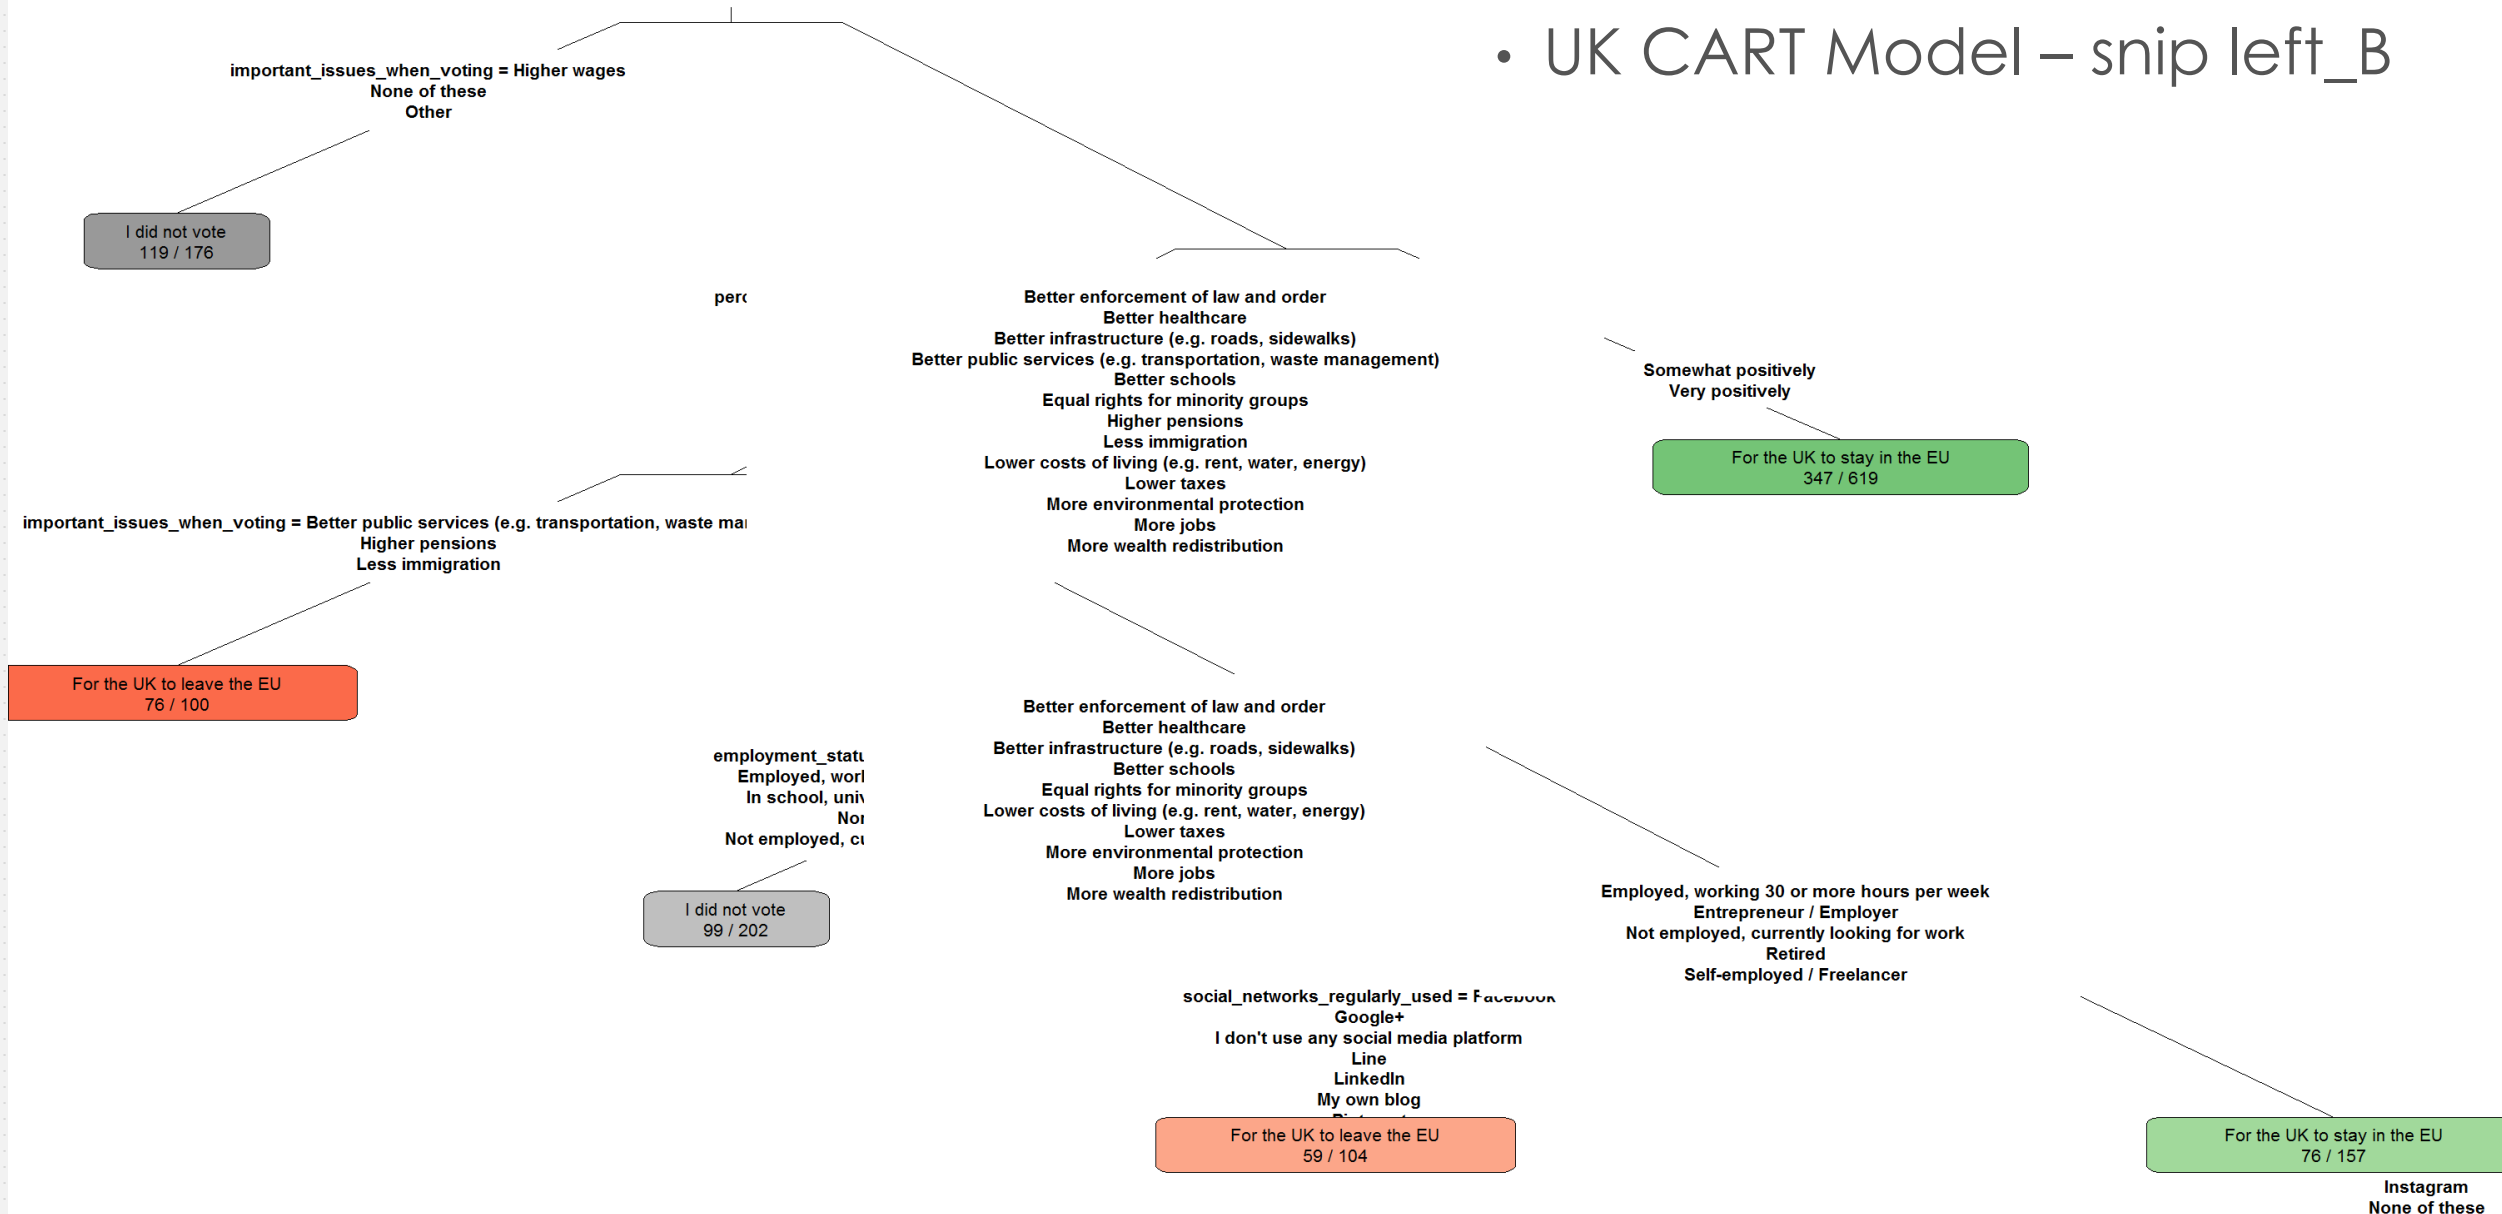 • UK CART Model – snip left_B
important_issues_when_voting = Higher wages
None of these
Other
I did not vote
119 / 176
Better enforcement of law and order
Better healthcare
Better infrastructure (e.g. roads, sidewalks)
Better public services (e.g. transportation, waste management)
Better schools
Equal rights for minority groups
Higher pensions
Less immigration
Lower costs of living (e.g. rent, water, energy)
Lower taxes
More environmental protection
More jobs
More wealth redistribution
Somewhat positively
Very positively
For the UK to stay in the EU
347 / 619
important_issues_when_voting = Better public services (e.g. transportation, waste
Higher pensions
Less immigration
For the UK to leave the EU
76 / 100
Better enforcement of law and order
Better healthcare
Better infrastructure (e.g. roads, sidewalks)
Better schools
Equal rights for minority groups
Lower costs of living (e.g. rent, water, energy)
Lower taxes
More environmental protection
More jobs
More wealth redistribution
Employed,
In school,
Not employed,
I did not vote
99 / 202
Employed, working 30 or more hours per week
Entrepreneur / Employer
Not employed, currently looking for work
Retired
Self-employed / Freelancer
social_networks_regularly_used = Facebook
Google+
I don't use any social media platform
Line
LinkedIn
My own blog
For the UK to leave the EU
59 / 104
For the UK to stay in the EU
76 / 157
Instagram
None of these